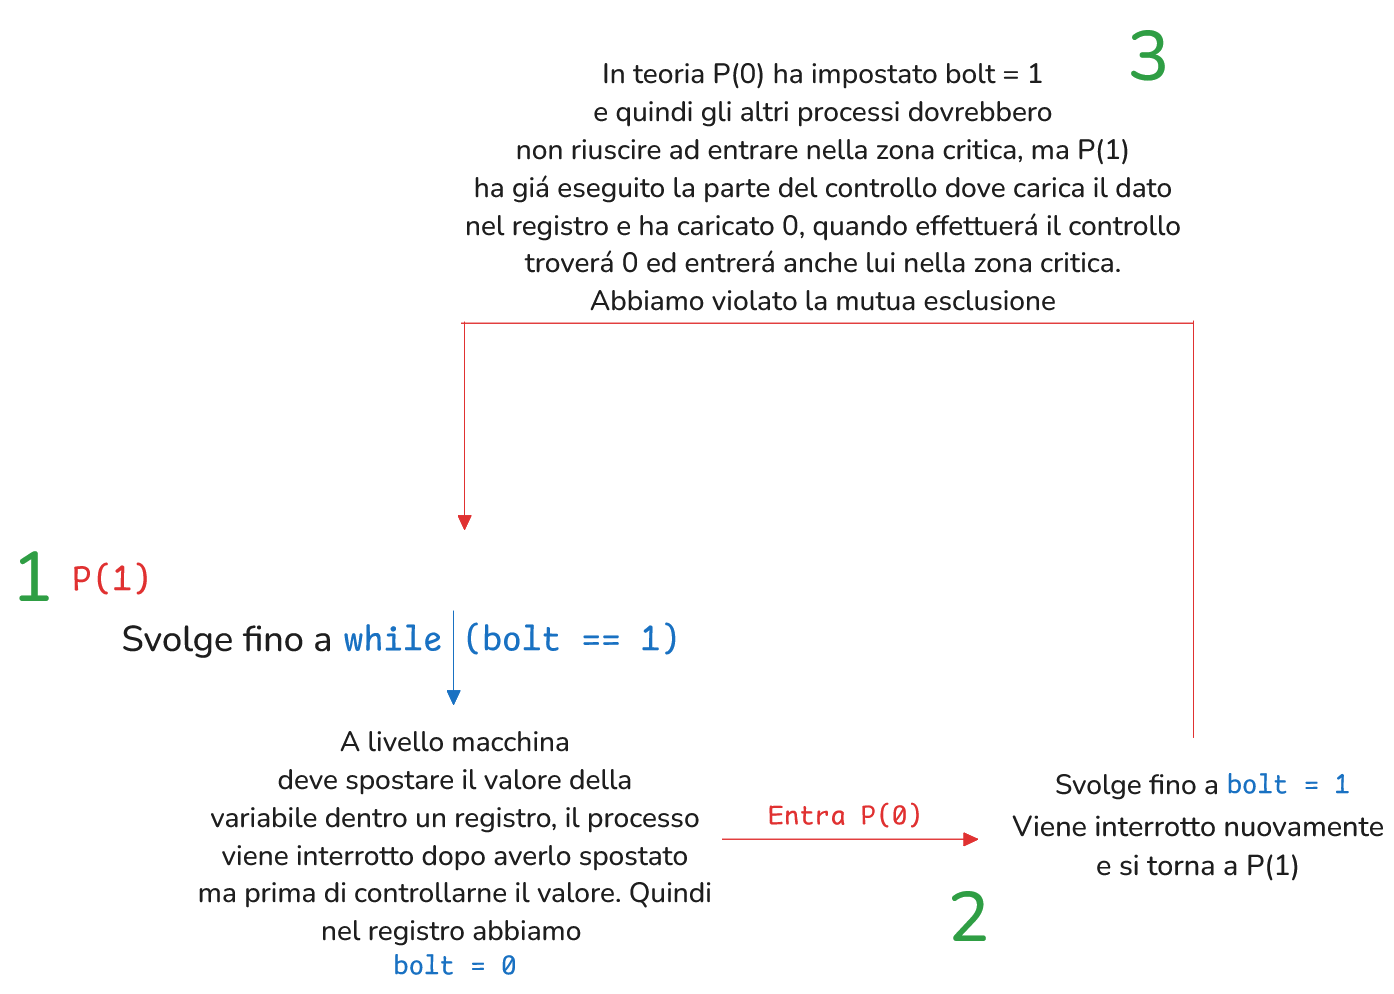 3
In teoria P(0) ha impostato bolt = 1
e quindi gli altri processi dovrebbero
non riuscire ad entrare nella zona critica, ma P(1)
ha giá eseguito la parte del controllo dove carica il dato
nel registro e ha caricato 0, quando effettuerá il controllo
troverá 0 ed entrerá anche lui nella zona critica.
Abbiamo violato la mutua esclusione
1 P(1)
Svolge fino a while (bolt == 1)
A livello macchina
deve spostare il valore della
variabile dentro un registro, il processo
viene interrotto dopo averlo spostato
ma prima di controllarne il valore. Quindi
nel registro abbiamo
bolt = 0
Entra P(0)
2
Svolge fino a bolt = 1
Viene interrotto nuovamente
e si torna a P(1)